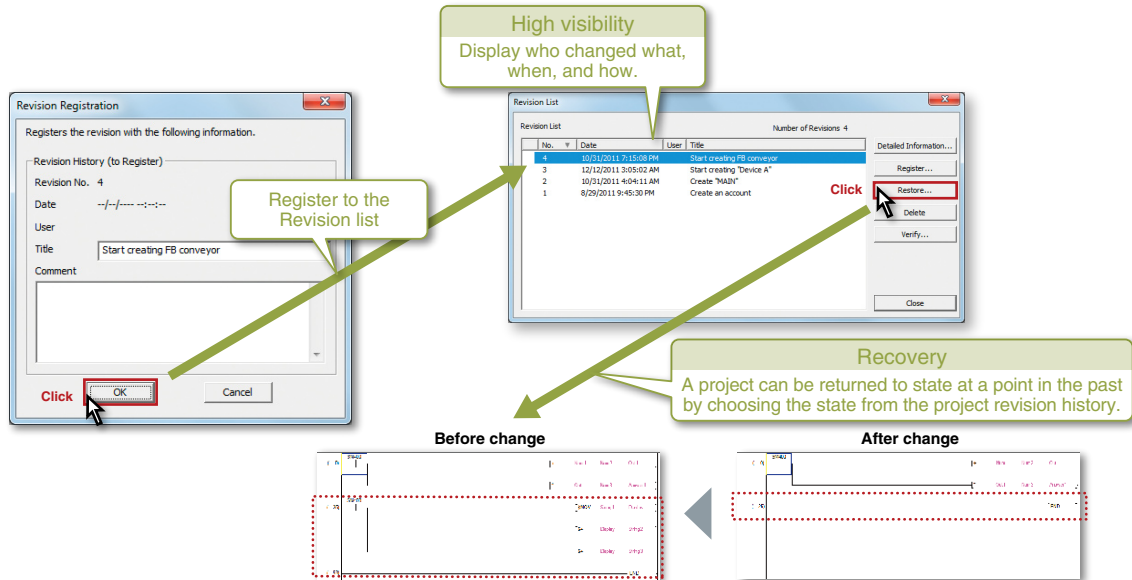 High visibility
Display who changed what,
when, and how.
Revision Registration
Registers the revision with the following information.
Revision History (to Register)
Revision No. 4
Date --/--/---- --:--:--
User
Title Start creating FB conveyor
Comment
Click OK Cancel
Register to the
Revision list
Revision List
Revision List Number of Revisions 4
No. Date User Title
4 10/31/2011 7:15:08 PM Start creating FB conveyor
3 12/12/2011 3:05:02 AM Start creating "Device A"
2 10/31/2011 4:04:11 AM Create "MAIN"
1 8/29/2011 9:45:30 PM Create an account
Detailed Information...
Register...
Click Restore...
Delete
Verify...
Close
Recovery
A project can be returned to state at a point in the past
by choosing the state from the project revision history.
Before change
After change
Display
Display
END
END